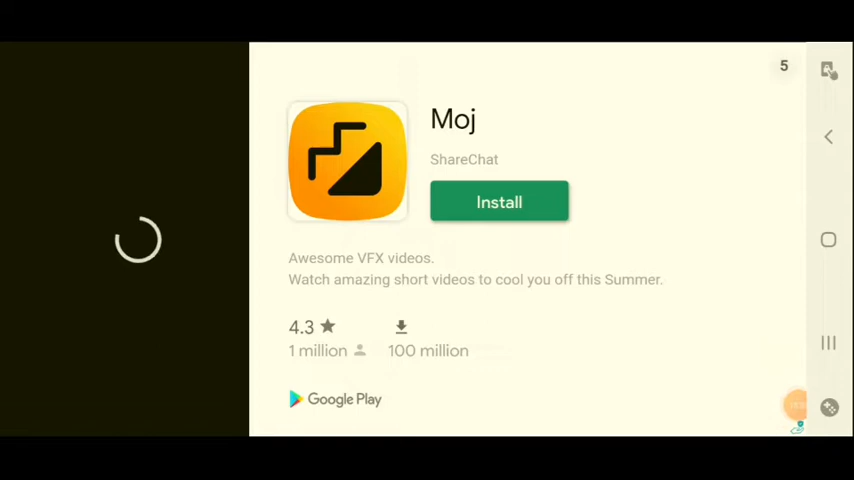 5
Moj
ShareChat
Install
Awesome VFX videos.
Watch amazing short videos to cool you off this Summer.
4.3
1 million
100 million
Google Play